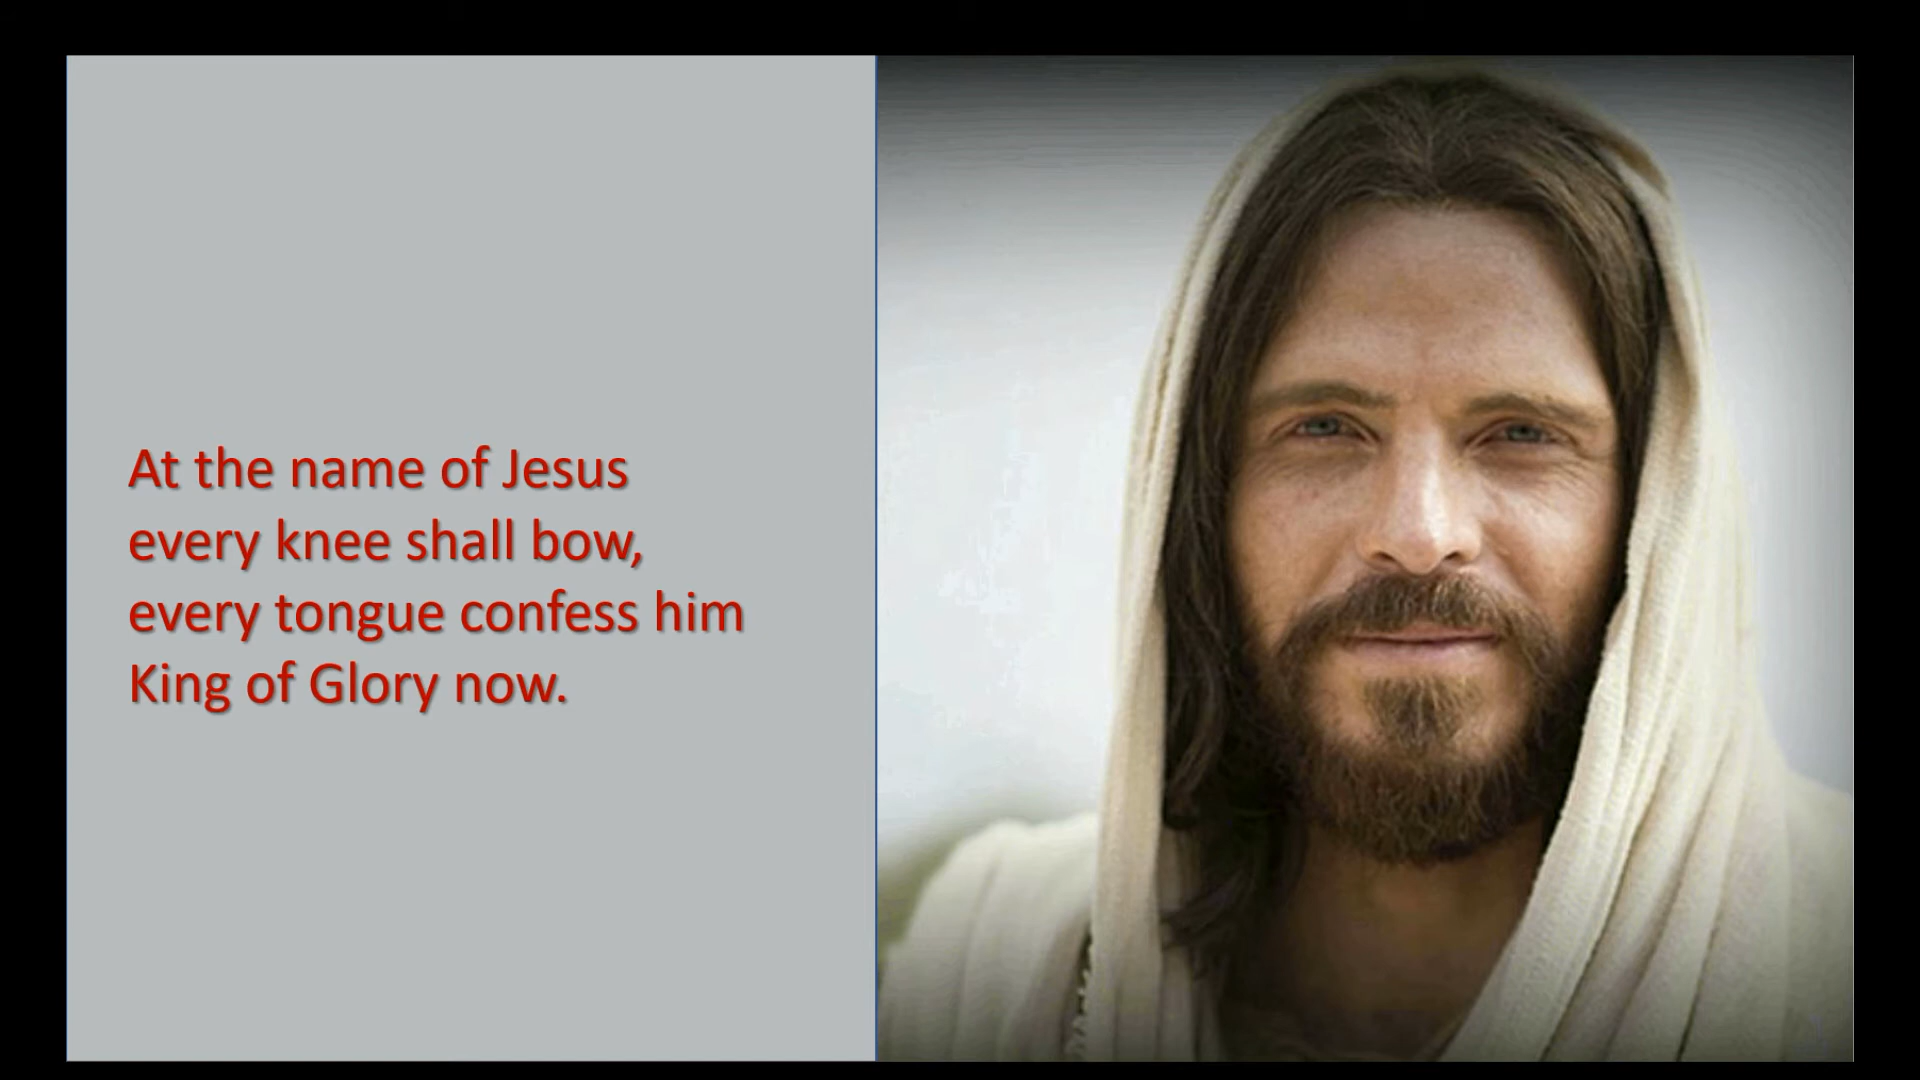 At the name of Jesus
every knee shall bow,
every tongue confess him
King of Glory now.